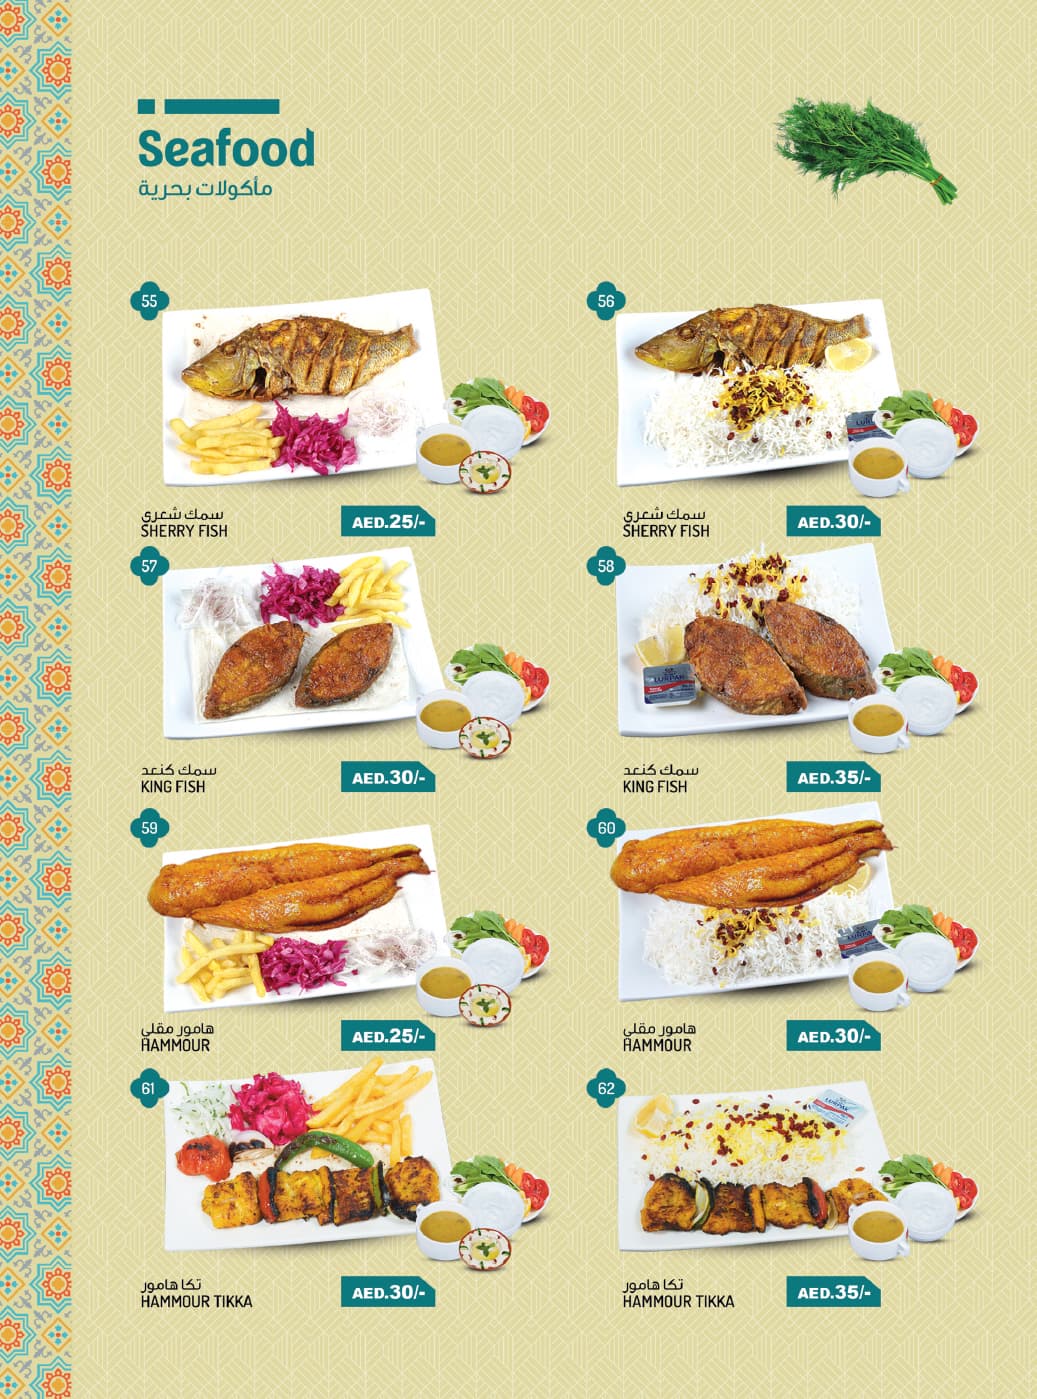 Seafood
مأكولات بحرية
55
56
سمك شعري
SHERRY FISH
AED.25/-
سمك شعري
SHERRY FISH
AED.30/-
57
58
LURPAK
سمك كنعد
KING FISH
AED.30/-
سمك كنعد
KING FISH
AED.35/-
59
60
هامور مقلي
HAMMOUR
AED.25/-
هامور مقلي
HAMMOUR
AED.30/-
61
62
LURPAK
تكا هامور
HAMMOUR TIKKA
AED.30/-
تكا هامور
HAMMOUR TIKKA
AED.35/-